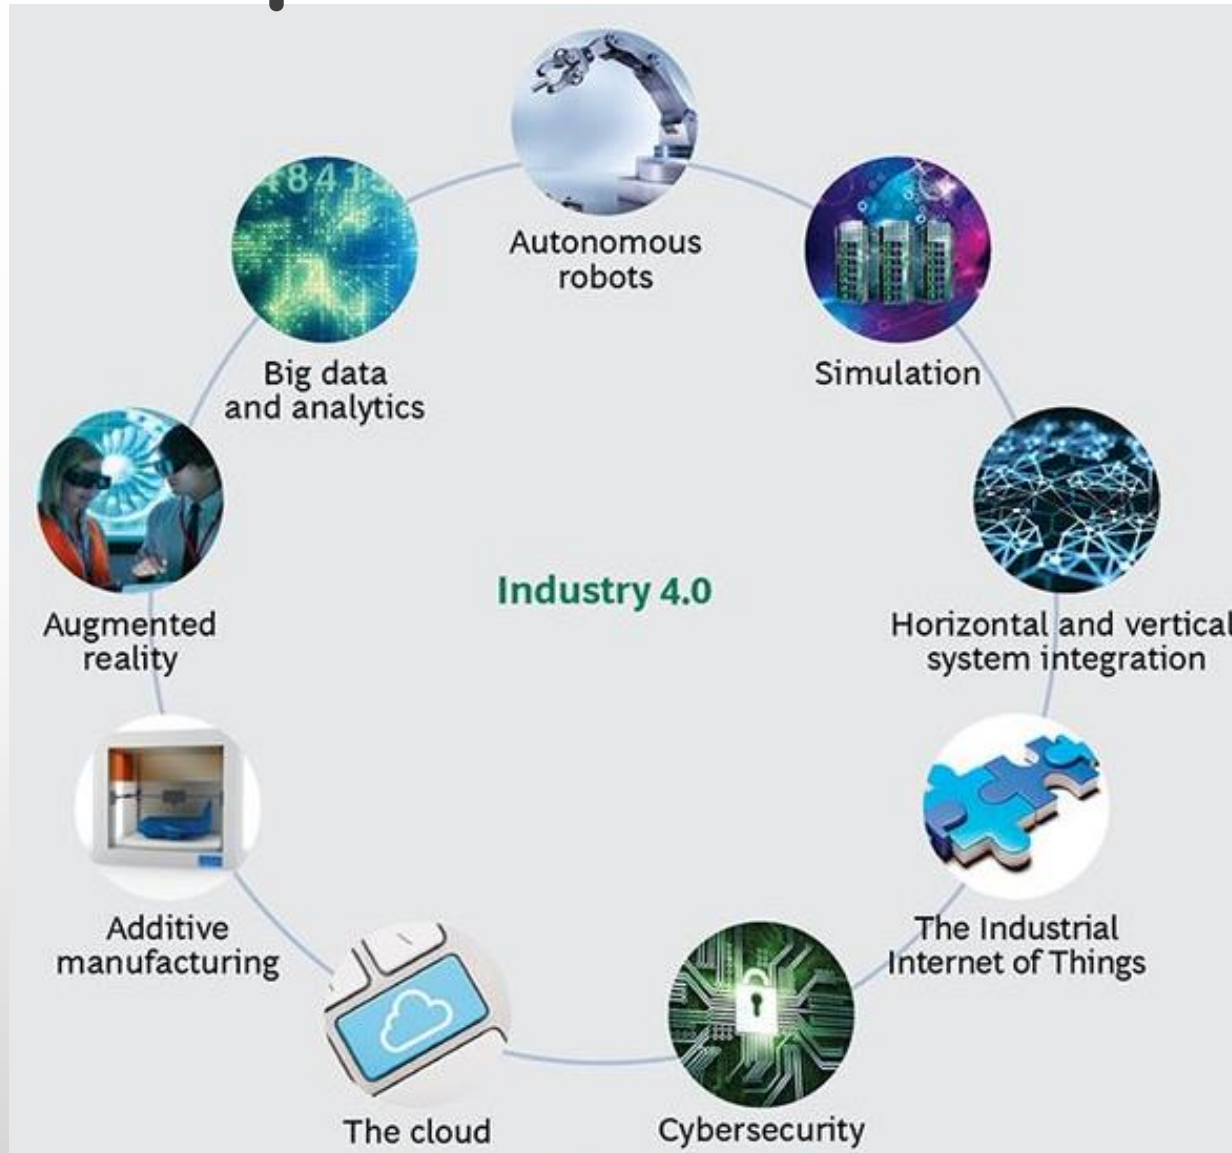 Autonomous
robots
Simulation
Horizontal and vertical
system integration
The Industrial
Internet of Things
Cybersecurity
The cloud
Additive
manufacturing
Augmented
reality
Big data
and analytics
Industry 4.0